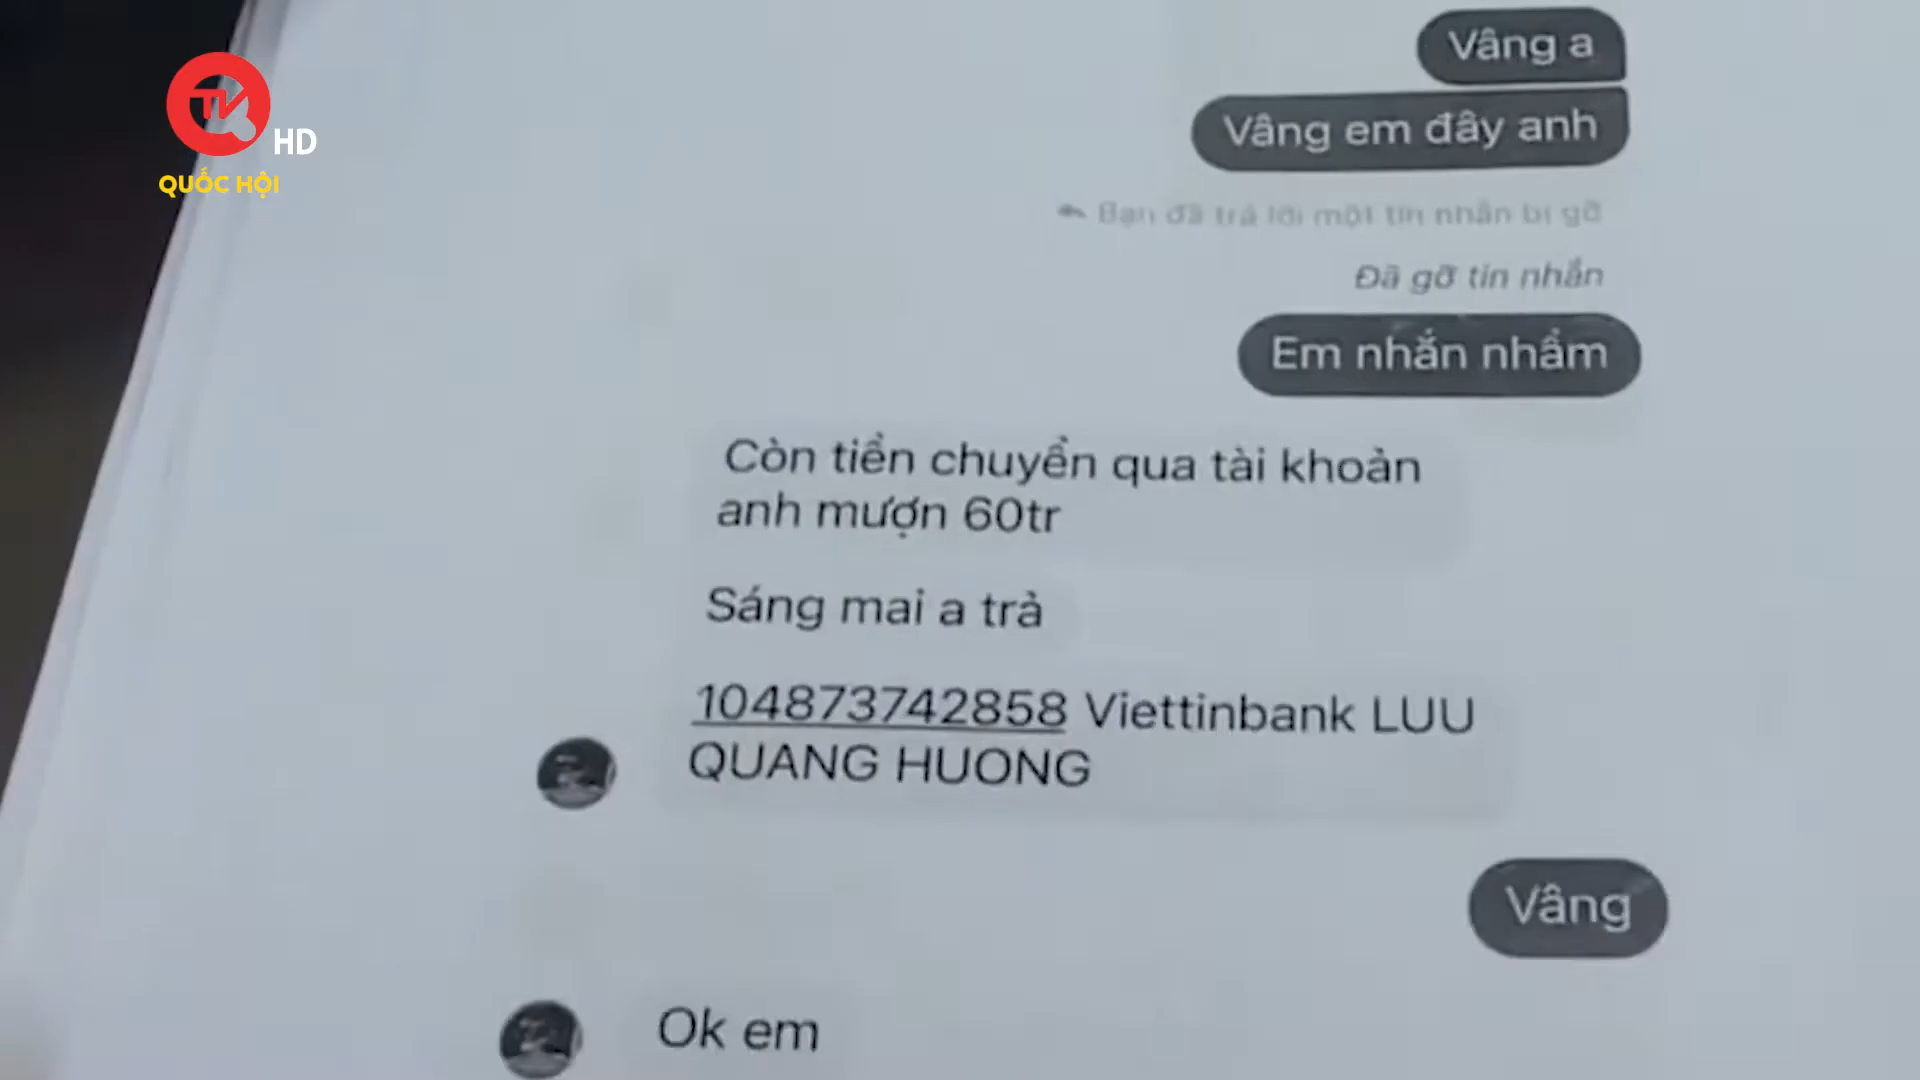 TV
HD
QUỐC HỘI
Vâng a
Vâng em đây anh
Bạn đã trả lời một tin nhắn bị gỡ
Đã gỡ tin nhắn
Em nhắn nhầm
Còn tiền chuyển qua tài khoản
anh mượn 60tr
Sáng mai a trả
104873742858 Viettinbank LUU
QUANG HUONG
Vâng
Ok em